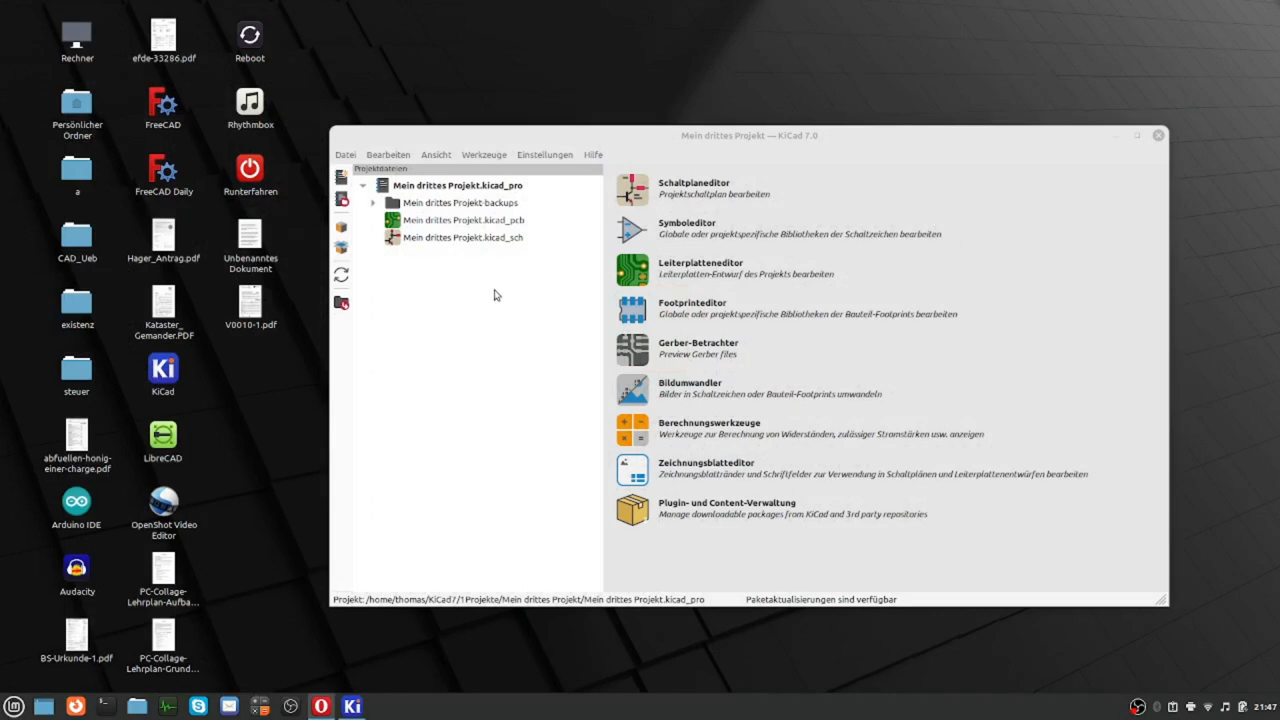 Rechner
efde-33286.pdf
Reboot
Persönlicher
Ordner
FreeCAD
Rhythmbox
a
FreeCAD Daily
Runterfahren
CAD_Ueb
Hager_Antrag.pdf
Unbenanntes
Dokument
existenz
Kataster_
Gemander.PDF
V0010-1.pdf
steuer
Ki
KiCad
abfuellen-honig-
einer-charge.pdf
LibreCAD
Arduino IDE
OpenShot Video
Editor
Audacity
PC-Collage-
Lehrplan-Aufba...
BS-Urkunde-1.pdf
PC-Collage-
Lehrplan-Grund...
Mein drittes Projekt — KiCad 7.0
Datei Bearbeiten Ansicht Werkzeuge Einstellungen Hilfe
Projektdateien
Mein drittes Projekt.kicad_pro
Mein drittes Projekt-backups
Mein drittes Projekt.kicad_pcb
Mein drittes Projekt.kicad_sch
Schaltplaneditor
Projektschaltplan bearbeiten
Symboleditor
Globale oder projektspezifische Bibliotheken der Schaltzeichen bearbeiten
Leiterplatteneditor
Leiterplatten-Entwurf des Projekts bearbeiten
Footprinteditor
Globale oder projektspezifische Bibliotheken der Bauteil-Footprints bearbeiten
Gerber-Betrachter
Preview Gerber files
Bildumwandler
Bilder in Schaltzeichen oder Bauteil-Footprints umwandeln
Berechnungswerkzeuge
Werkzeuge zur Berechnung von Widerständen, zulässiger Stromstärken usw. anzeigen
Zeichnungsblatteditor
Zeichnungsblattränder und Schriftfelder zur Verwendung in Schaltplänen und Leiterplattenentwürfen bearbeiten
Plugin- und Content-Verwaltung
Manage downloadable packages from KiCad and 3rd party repositories
Projekt: /home/thomas/KiCad7/1Projekte/Mein drittes Projekt/Mein drittes Projekt.kicad_pro
Paketaktualisierungen sind verfügbar
Ki
21:47